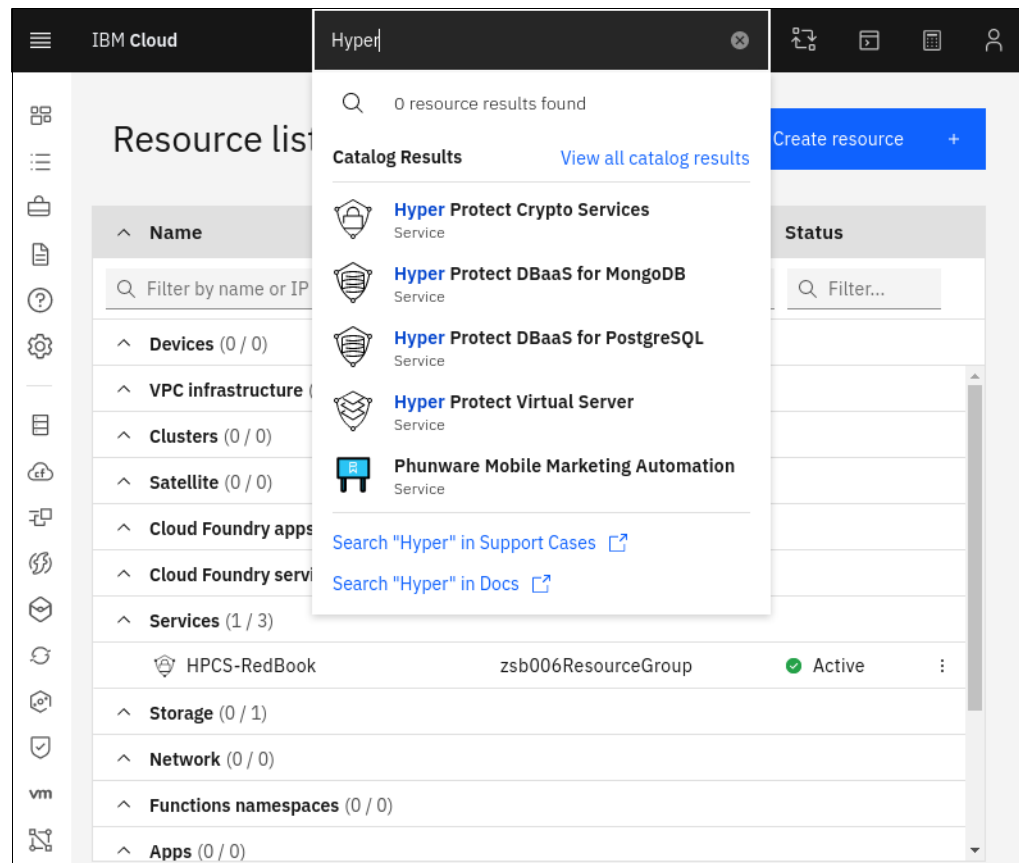 IBM Cloud
Hyper
0 resource results found
Resource list
Create resource +
Catalog Results
View all catalog results
Hyper Protect Crypto Services
Service
Name
Status
Hyper Protect DBaaS for MongoDB
Service
Filter by name or IP
Filter...
Hyper Protect DBaaS for PostgreSQL
Service
Devices (0 / 0)
VPC infrastructure (
Hyper Protect Virtual Server
Service
Clusters (0 / 0)
Phunware Mobile Marketing Automation
Service
Satellite (0 / 0)
Cloud Foundry apps
Search "Hyper" in Support Cases
Cloud Foundry servi
Search "Hyper" in Docs
Services (1 / 3)
HPCS-RedBook zsb006ResourceGroup Active
Storage (0 / 1)
Network (0 / 0)
vm
Functions namespaces (0 / 0)
Apps (0 / 0)
cf